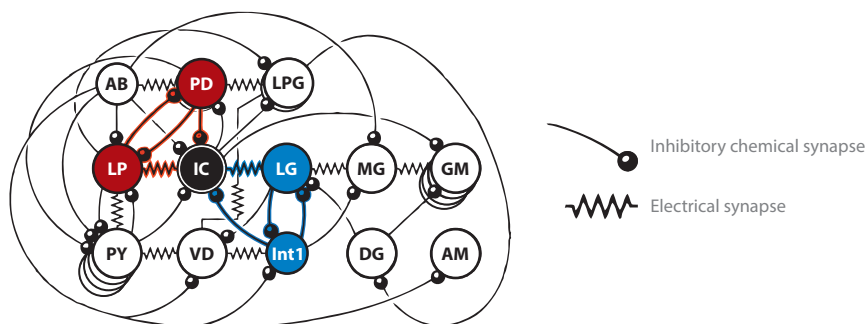 AB PD LPG
LP IC LG MG GM
PY VD Int1 DG AM
Inhibitory chemical synapse
Electrical synapse